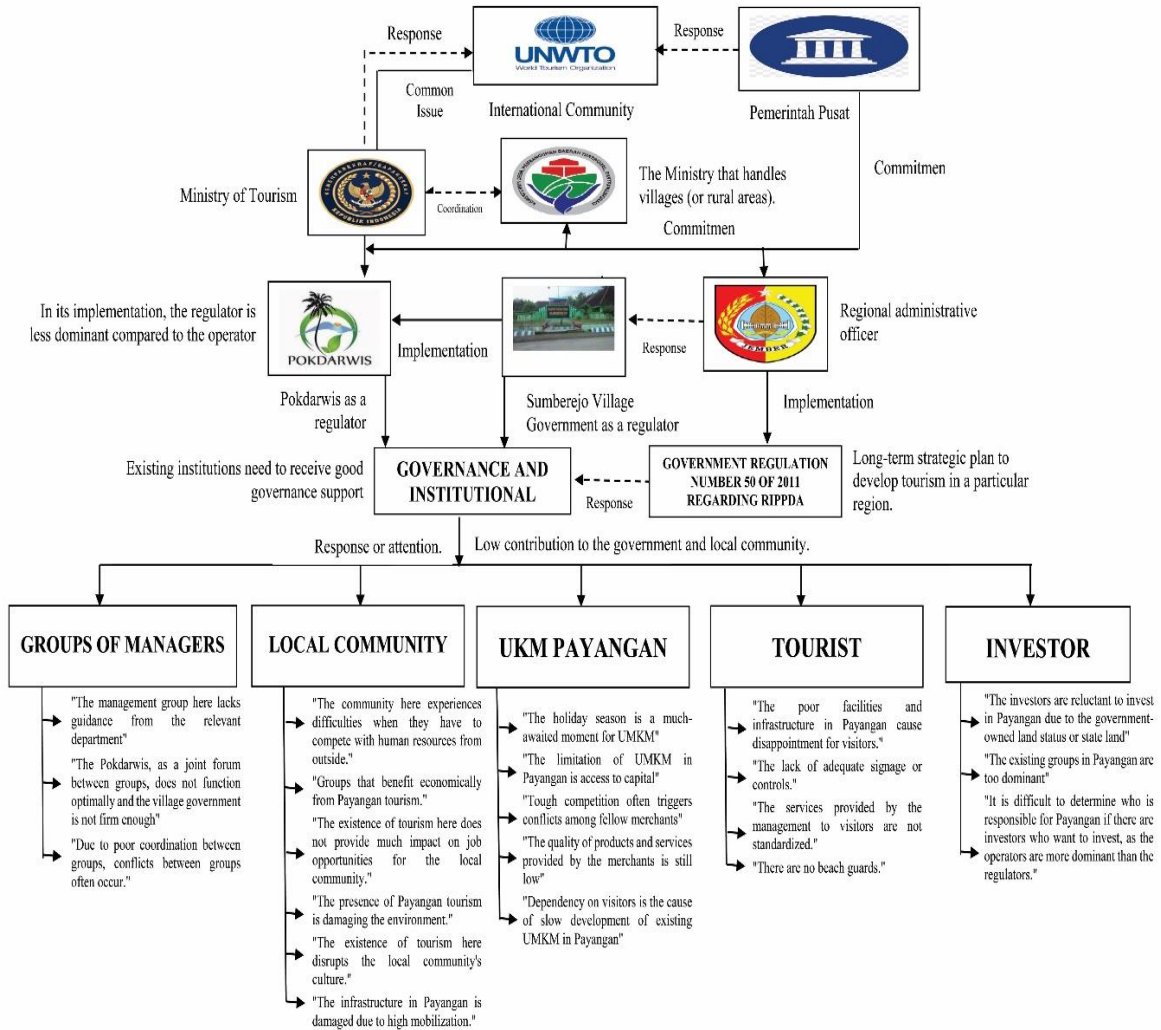 Response
UNWTO
World Tourism Organization
Response
Common
Issue
International Community
Pemerintah Pusat
Ministry of Tourism
REPUBLIK INDONESIA
Coordination
The Ministry that handles
villages (or rural areas).
Commitmen
Commitmen
In its implementation, the regulator is
less dominant compared to the operator
POKDARWIS
Implementation
Response
JEMBER
Regional administrative
officer
Pokdarwis as a
regulator
Sumberejo Village
Government as a regulator
Implementation
Existing institutions need to receive good
governance support
GOVERNANCE AND
INSTITUTIONAL
Response
GOVERNMENT REGULATION
NUMBER 50 OF 2011
REGARDING RIPPDA
Long-term strategic plan to
develop tourism in a particular
region.
Response or attention.
Low contribution to the government and local community.
GROUPS OF MANAGERS
"The management group here lacks
guidance from the relevant
department"
"The Pokdarwis, as a joint forum
between groups, does not function
optimally and the village government
is not firm enough"
"Due to poor coordination between
groups, conflicts between groups
often occur."
LOCAL COMMUNITY
"The community here experiences
difficulties when they have to
compete with human resources from
outside."
"Groups that benefit economically
from Payangan tourism."
"The existence of tourism here does
not provide much impact on job
opportunities for the local
community."
"The presence of Payangan tourism
is damaging the environment."
"The existence of tourism here
disrupts the local community's
culture."
"The infrastructure in Payangan is
damaged due to high mobilization."
UKM PAYANGAN
"The holiday season is a much-
awaited moment for UMKM"
"The limitation of UMKM in
Payangan is access to capital"
"Tough competition often triggers
conflicts among fellow merchants"
"The quality of products and services
provided by the merchants is still
low"
"Dependency on visitors is the cause
of slow development of existing
UMKM in Payangan"
TOURIST
"The poor facilities and
infrastructure in Payangan cause
disappointment for visitors."
"The lack of adequate signage or
controls."
"The services provided by the
management to visitors are not
standardized."
"There are no beach guards."
INVESTOR
"The investors are reluctant to invest
in Payangan due to the government-
owned land status or state land"
"The existing groups in Payangan are
too dominant"
"It is difficult to determine who is
responsible for Payangan if there are
investors who want to invest, as the
operators are more dominant than the
regulators."